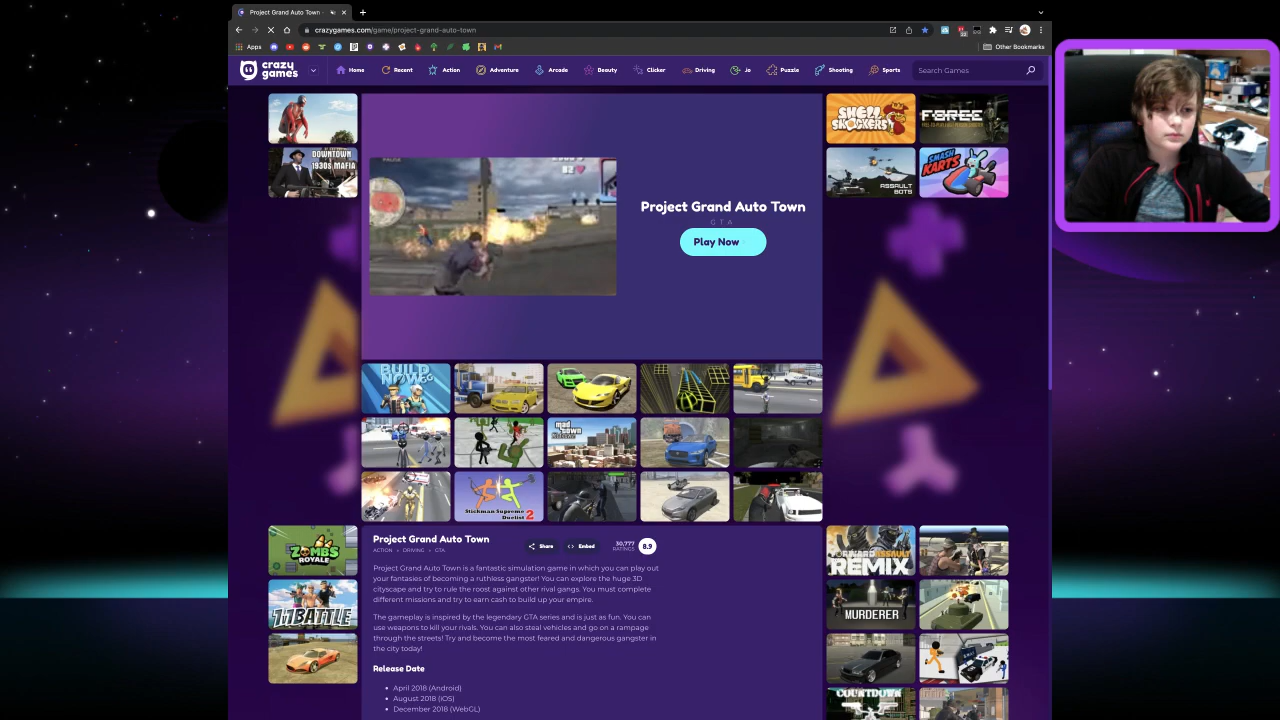 Project Grand Auto Town -
crazygames.com/game/project-grand-auto-town
Apps
Other Bookmarks
crazy
games
Home
Recent
Action
Adventure
Arcade
Beauty
Clicker
Driving
.io
Puzzle
Shooting
Sports
Search Games
DOWNTOWN
1930s MAFIA
Project Grand Auto Town
GTA
Play Now
SHELL
SHOCKERS
ASSAULT
BOTS
SMASH
KARTS
BUILD
NOW GG
mad
town
Stickman Supreme
Duelist 2
ZOMBS
ROYALE
1v1BATTLE
Project Grand Auto Town
ACTION » DRIVING » GTA
Share
Embed
30,777
RATINGS
8.9
Project Grand Auto Town is a fantastic simulation game in which you can play out
your fantasies of becoming a ruthless gangster! You can explore the huge 3D
cityscape and try to rule the roost against other rival gangs. You must complete
different missions and try to earn cash to build up your empire.
The gameplay is inspired by the legendary GTA series and is just as fun. You can
use weapons to kill your rivals. You can also steal vehicles and go on a rampage
through the streets! Try and become the most feared and dangerous gangster in
the city today!
Release Date
• April 2018 (Android)
• August 2018 (iOS)
• December 2018 (WebGL)
FORWARD ASSAULT
REMIX
MURDERER
COUNTDOWN